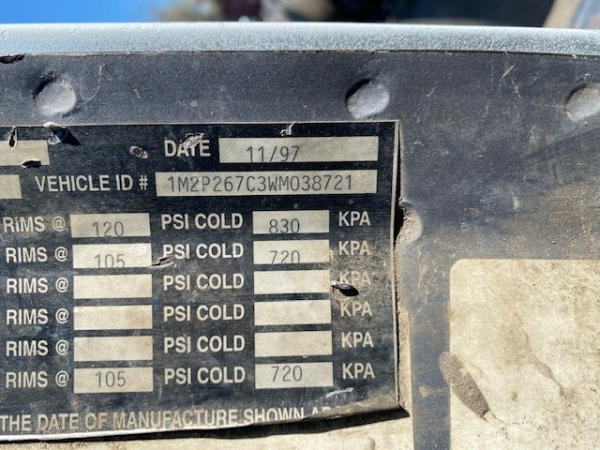 DATE 11/97
VEHICLE ID # 1M2P267C3WM038721
RIMS @ 120 PSI COLD 830 KPA
RIMS @ 105 PSI COLD 720 KPA
RIMS @ PSI COLD KPA
RIMS @ PSI COLD KPA
RIMS @ PSI COLD KPA
RIMS @ 105 PSI COLD 720 KPA
THE DATE OF MANUFACTURE SHOWN